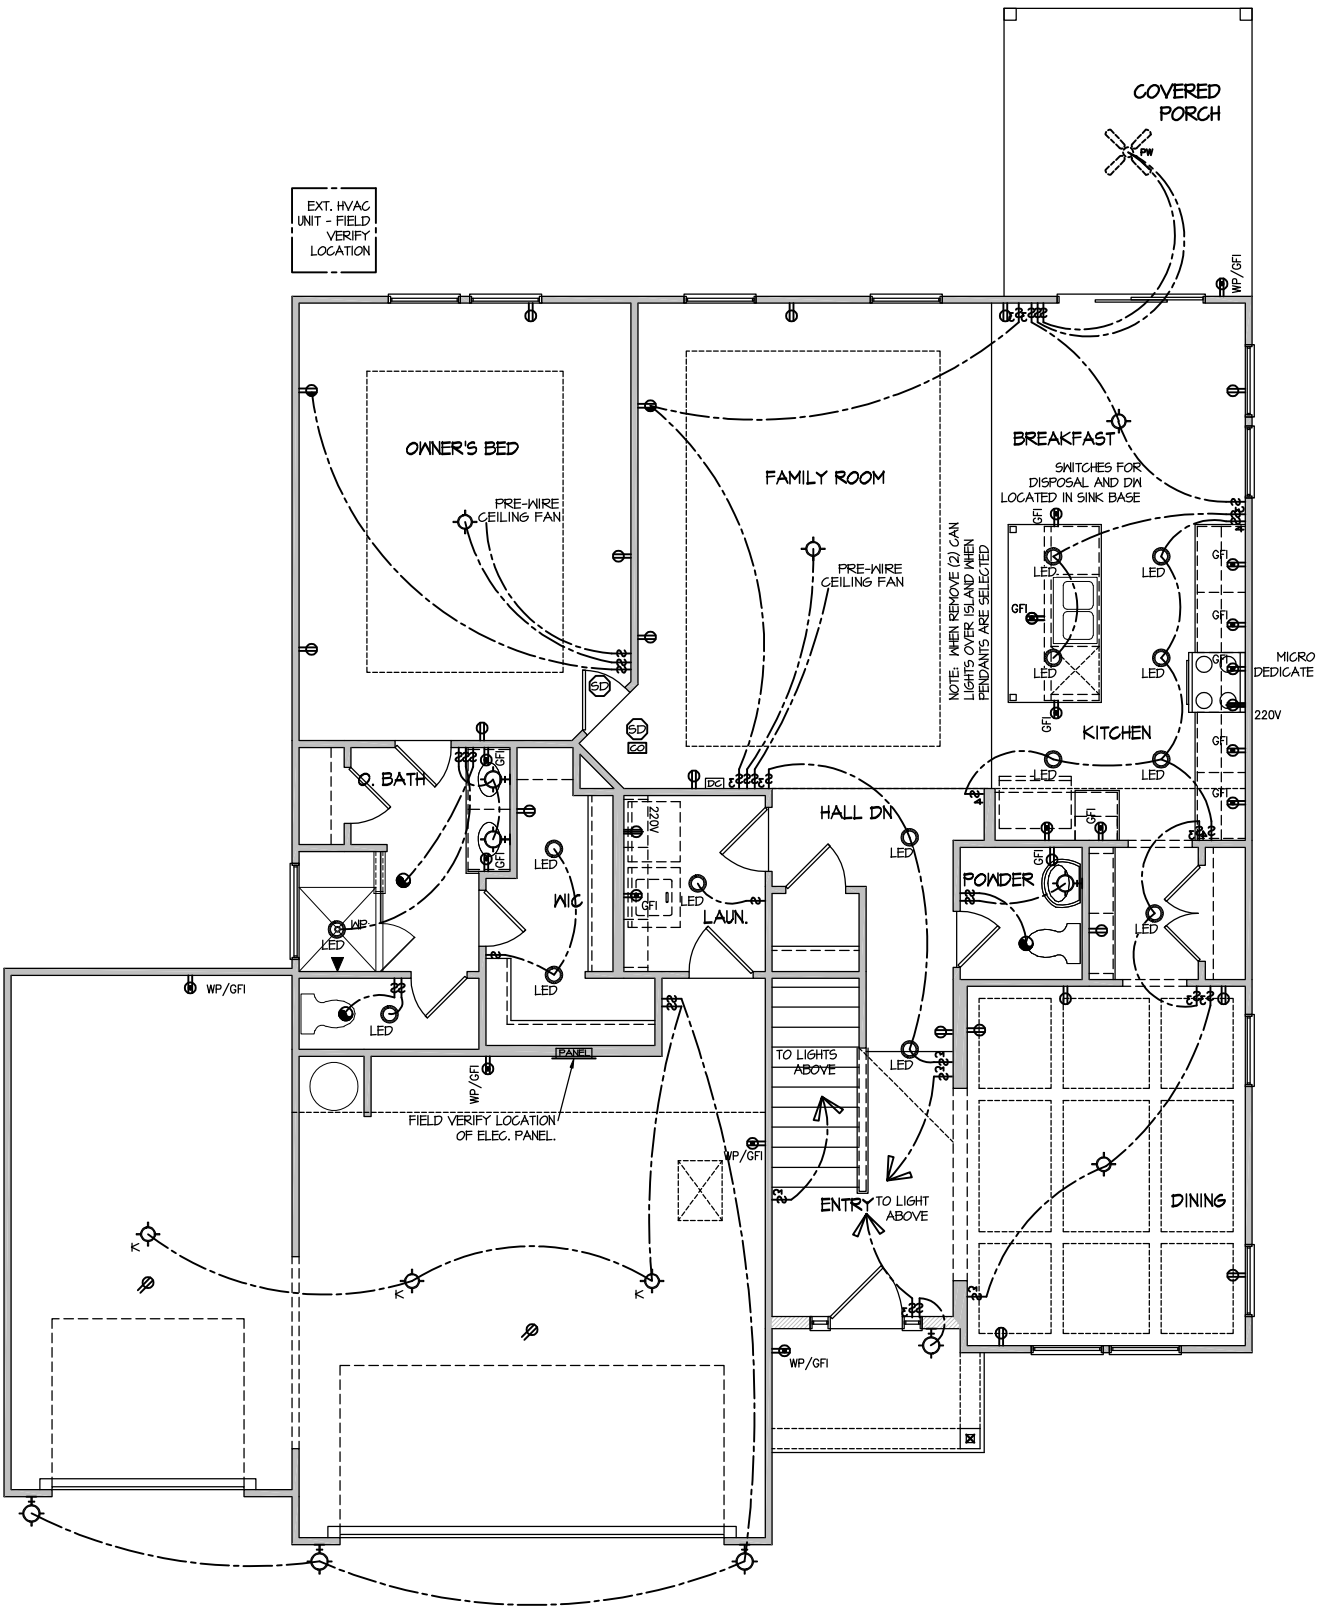 COVERED
PORCH
PW
EXT. HVAC
UNIT - FIELD
VERIFY
LOCATION
WP/GFI
OWNER'S BED
PRE-WIRE
CEILING FAN
FAMILY ROOM
PRE-WIRE
CEILING FAN
BREAKFAST
SWITCHES FOR
DISPOSAL AND DW
LOCATED IN SINK BASE
NOTE: WHEN REMOVE (2) CAN
LIGHTS OVER ISLAND WHEN
PENDANTS ARE SELECTED
GFI
GFI
LED
LED
GFI
GFI
LED
LED
GFI
MICRO
DEDICATE
220V
GFI
KITCHEN
GFI
LED
LED
GFI
GFI
SD
SD
CO
DC
O. BATH
GFI
GFI
LED
WIC
LED
220V
GFI
LED
LAUN.
HALL DN
LED
POWDER
GFI
LED
WP
LED
LED
WP/GFI
WP/GFI
PANEL
FIELD VERIFY LOCATION
OF ELEC. PANEL.
TO LIGHTS
ABOVE
LED
WP/GFI
ENTRY
TO LIGHT
ABOVE
DINING
K
K
K
WP/GFI